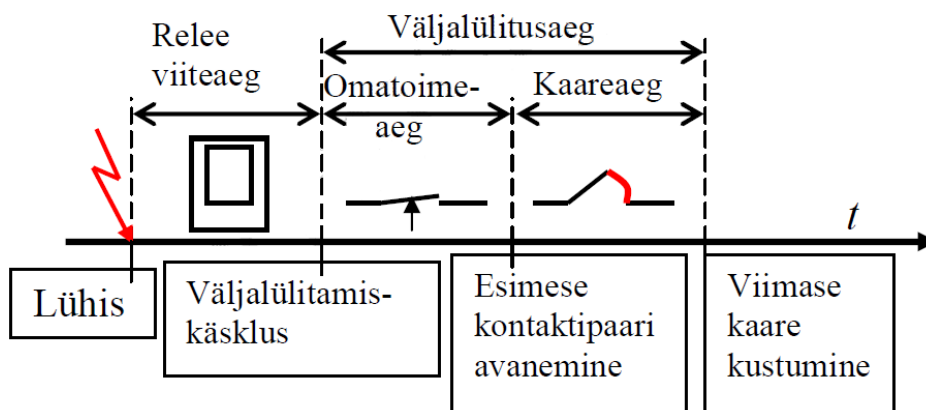 Relee
viiteaeg
Väljalülitusaeg
Omatoime-
aeg
Kaareaeg
t
Lühis
Väljalülitamis-
käsklus
Esimese
kontaktipaari
avanemine
Viimase
kaare
kustumine